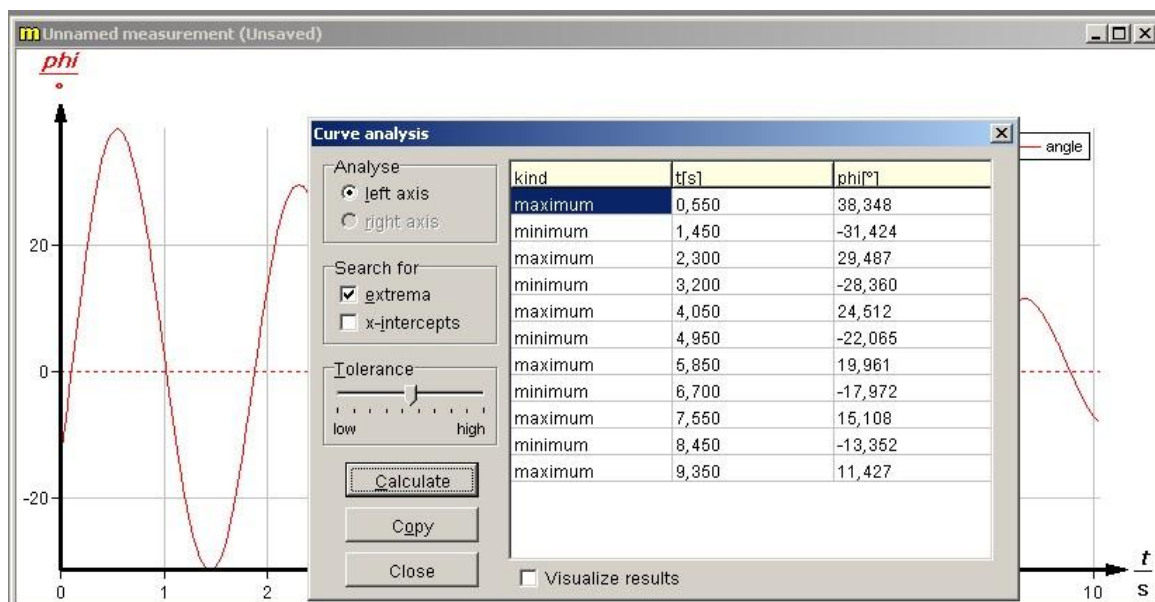 Unnamed measurement (Unsaved)
phi
°
Curve analysis
angle
Analyse
left axis
right axis
Search for
extrema
x-intercepts
Tolerance
low high
Calculate
Copy
Close
kind t[s] phi[°]
maximum 0,550 38,348
minimum 1,450 -31,424
maximum 2,300 29,487
minimum 3,200 -28,360
maximum 4,050 24,512
minimum 4,950 -22,065
maximum 5,850 19,961
minimum 6,700 -17,972
maximum 7,550 15,108
minimum 8,450 -13,352
maximum 9,350 11,427
Visualize results
20
0
-20
0 1 2 10
t
s